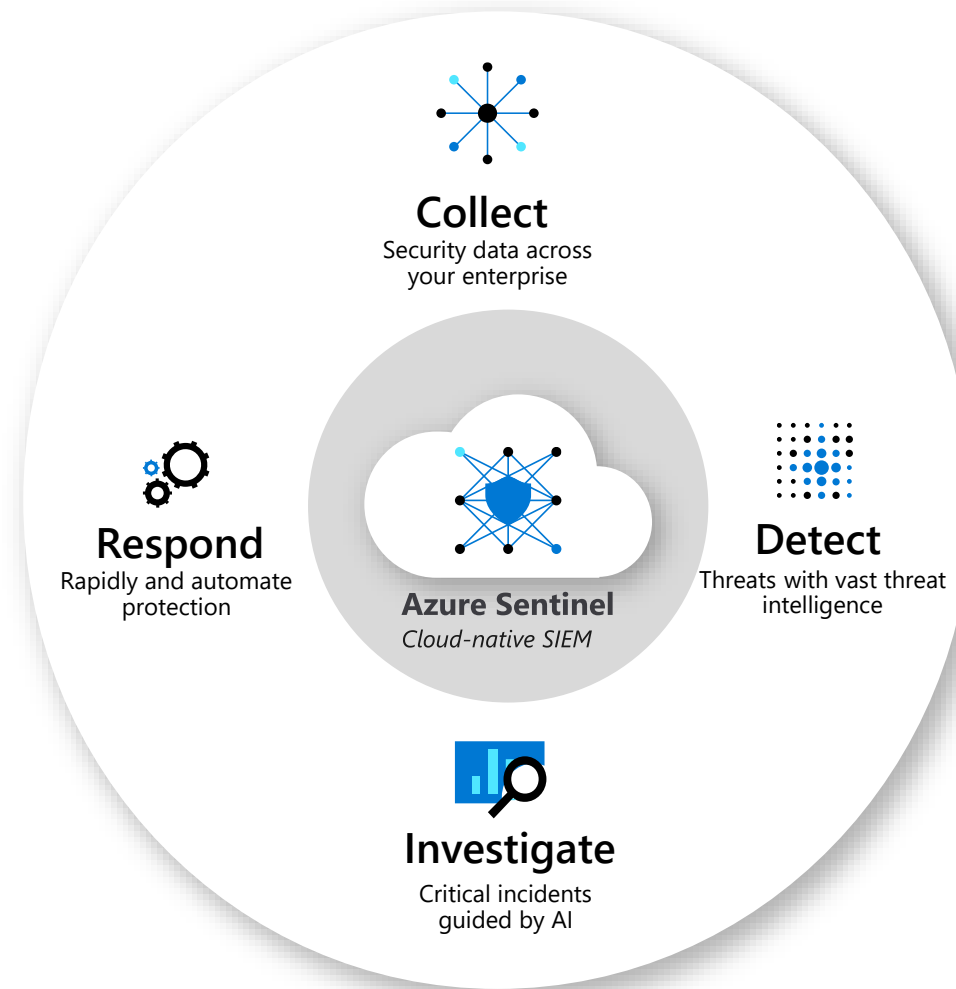 Collect
Security data across
your enterprise
Respond
Rapidly and automate
protection
Azure Sentinel
Cloud-native SIEM
Detect
Threats with vast threat
intelligence
Investigate
Critical incidents
guided by AI